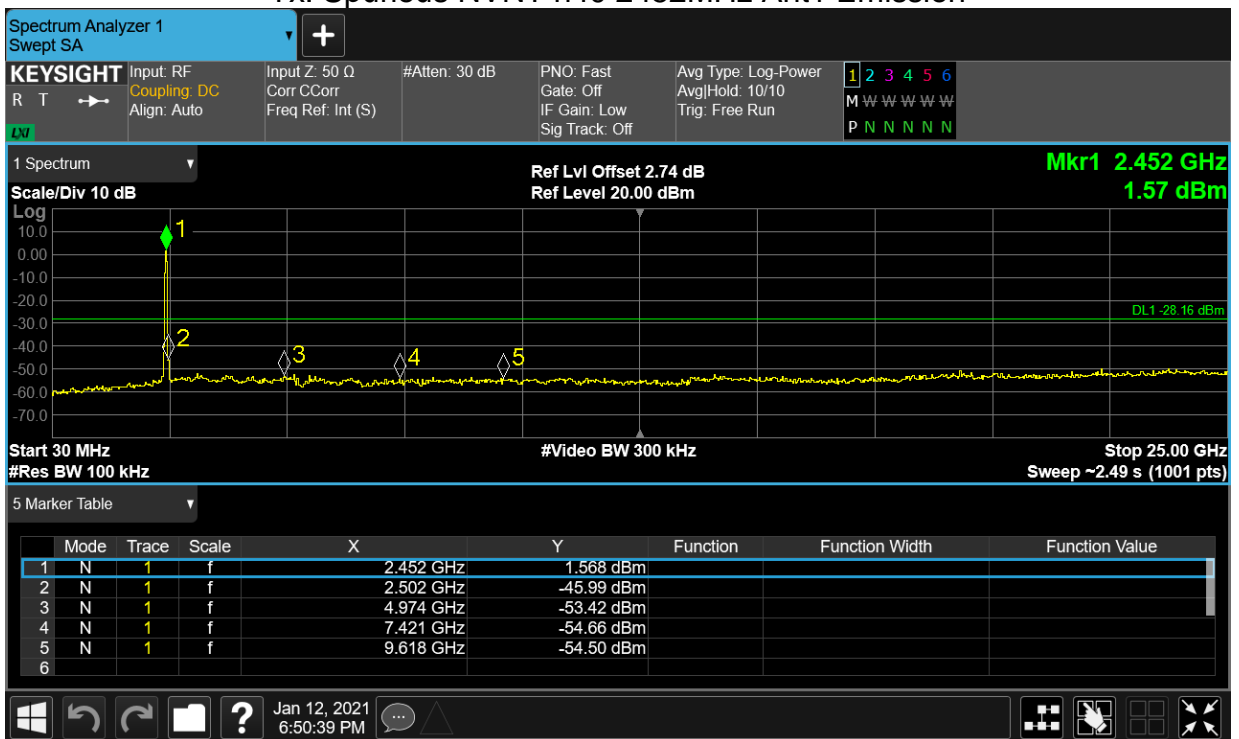 Tx. Spurious NVNT n40 2452MHz Ant1 Emission
Spectrum Analyzer 1
Swept SA
+
KEYSIGHT Input: RF Input Z: 50 Ω #Atten: 30 dB PNO: Fast Avg Type: Log-Power 1 2 3 4 5 6
R T Coupling: DC Corr CCorr Gate: Off Avg|Hold: 10/10 M W W W W W
Align: Auto Freq Ref: Int (S) IF Gain: Low Trig: Free Run
LXI Sig Track: Off P N N N N N
1 Spectrum Ref Lvl Offset 2.74 dB Mkr1 2.452 GHz
Scale/Div 10 dB Ref Level 20.00 dBm 1.57 dBm
Log
10.0 1
0.00
-10.0
-20.0
DL1 -28.16 dBm
-30.0
-40.0 2 3 4 5
-50.0
-60.0
-70.0
Start 30 MHz #Video BW 300 kHz Stop 25.00 GHz
#Res BW 100 kHz Sweep ~2.49 s (1001 pts)
5 Marker Table
Mode Trace Scale X Y Function Function Width Function Value
1 N 1 f 2.452 GHz 1.568 dBm
2 N 1 f 2.502 GHz -45.99 dBm
3 N 1 f 4.974 GHz -53.42 dBm
4 N 1 f 7.421 GHz -54.66 dBm
5 N 1 f 9.618 GHz -54.50 dBm
6
? Jan 12, 2021
6:50:39 PM